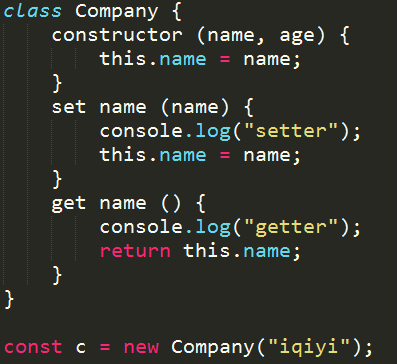 class Company {
    constructor (name, age) {
        this.name = name;
    }
    set name (name) {
        console.log("setter");
        this.name = name;
    }
    get name () {
        console.log("getter");
        return this.name;
    }
}
const c = new Company("iqiyi");